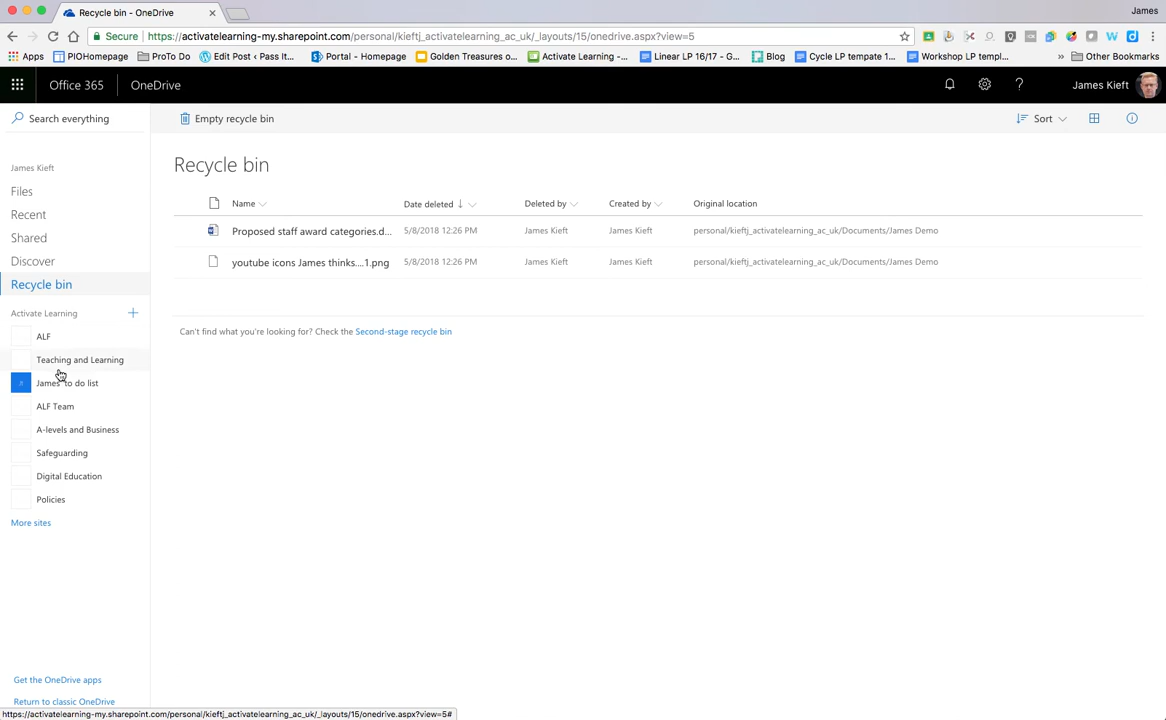 Recycle bin - OneDrive
James
Secure https://activatelearning-my.sharepoint.com/personal/kieftj_activatelearning_ac_uk/_layouts/15/onedrive.aspx?view=5
Apps PIOHomepage ProTo Do Edit Post ‹ Pass It... Portal - Homepage Golden Treasures o... Activate Learning -... Linear LP 16/17 - G... Blog Cycle LP tempate 1... Workshop LP templ... » Other Bookmarks
Office 365 OneDrive James Kieft
Search everything
Empty recycle bin
Sort
Recycle bin
James Kieft
Files
Recent
Shared
Discover
Recycle bin
Activate Learning
ALF
Teaching and Learning
James' to do list
ALF Team
A-levels and Business
Safeguarding
Digital Education
Policies
More sites
Name Date deleted Deleted by Created by Original location
Proposed staff award categories.d... 5/8/2018 12:26 PM James Kieft James Kieft personal/kieftj_activatelearning_ac_uk/Documents/James Demo
youtube icons James thinks....1.png 5/8/2018 12:26 PM James Kieft James Kieft personal/kieftj_activatelearning_ac_uk/Documents/James Demo
Can't find what you're looking for? Check the Second-stage recycle bin
Get the OneDrive apps
Return to classic OneDrive
https://activatelearning-my.sharepoint.com/personal/kieftj_activatelearning_ac_uk/_layouts/15/onedrive.aspx?view=5#